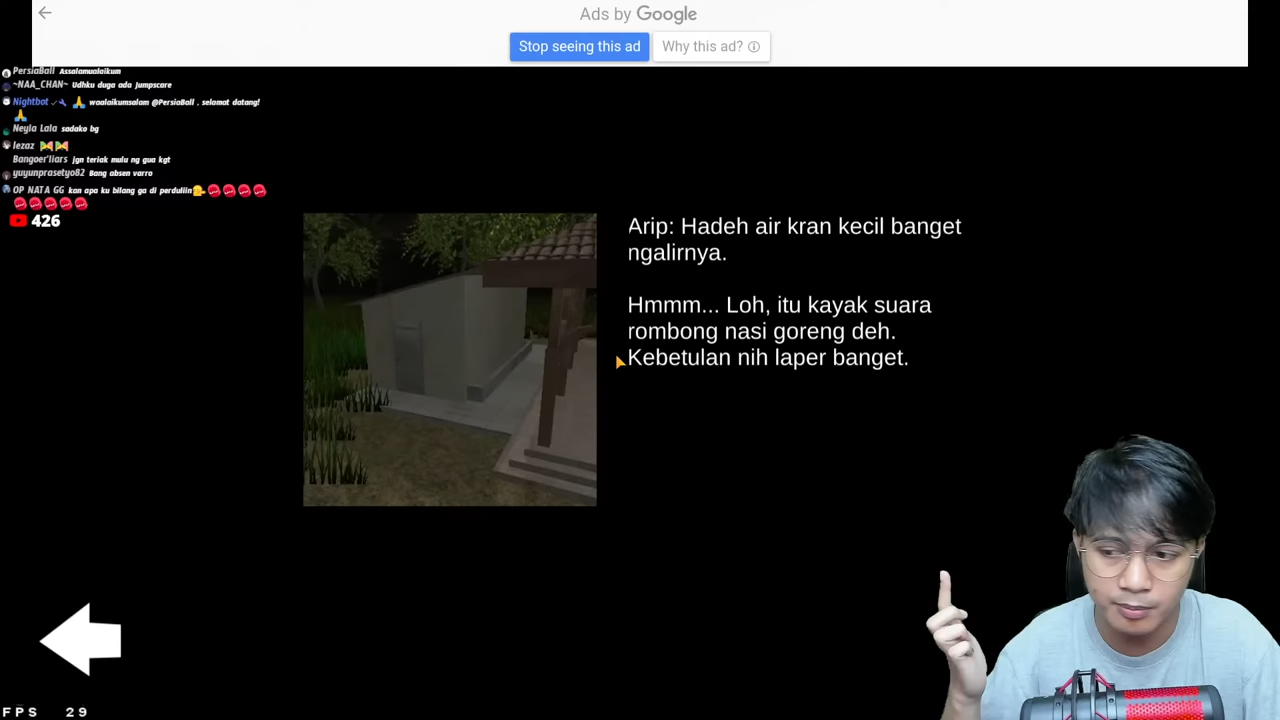 Ads by Google
Stop seeing this ad
Why this ad?
PersiaBall Assalamualaikum
~NAA_CHAN~ Udhku duga ada Jumpscare
Nightbot waalaikumsalam @PersiaBall , selamat datang!
Neyla Lala sadako bg
lezaz
Bangoer'liars jgn teriak mulu ng gua kgt
yuyunprasetyo82 Bang absen varro
OP NATA GG kan apa ku bilang ga di perduliin
426
Arip: Hadeh air kran kecil banget
ngalirnya.
Hmmm... Loh, itu kayak suara
rombong nasi goreng deh.
Kebetulan nih laper banget.
FPS 29